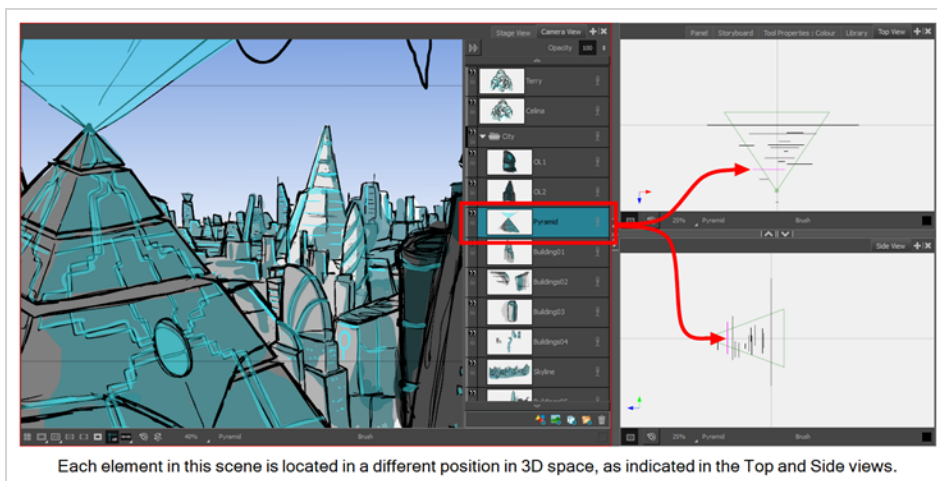 Stage View Camera View
Panel Storyboard Tool Properties : Colour Library Top View
Opacity 100
Terry
Celina
City
OL1
OL2
Pyramid
Building01
Buildings02
Building03
Buildings04
Skyline
Buildings05
20% Pyramid Brush
Side View
40% Pyramid Brush
25% Pyramid Brush
Each element in this scene is located in a different position in 3D space, as indicated in the Top and Side views.